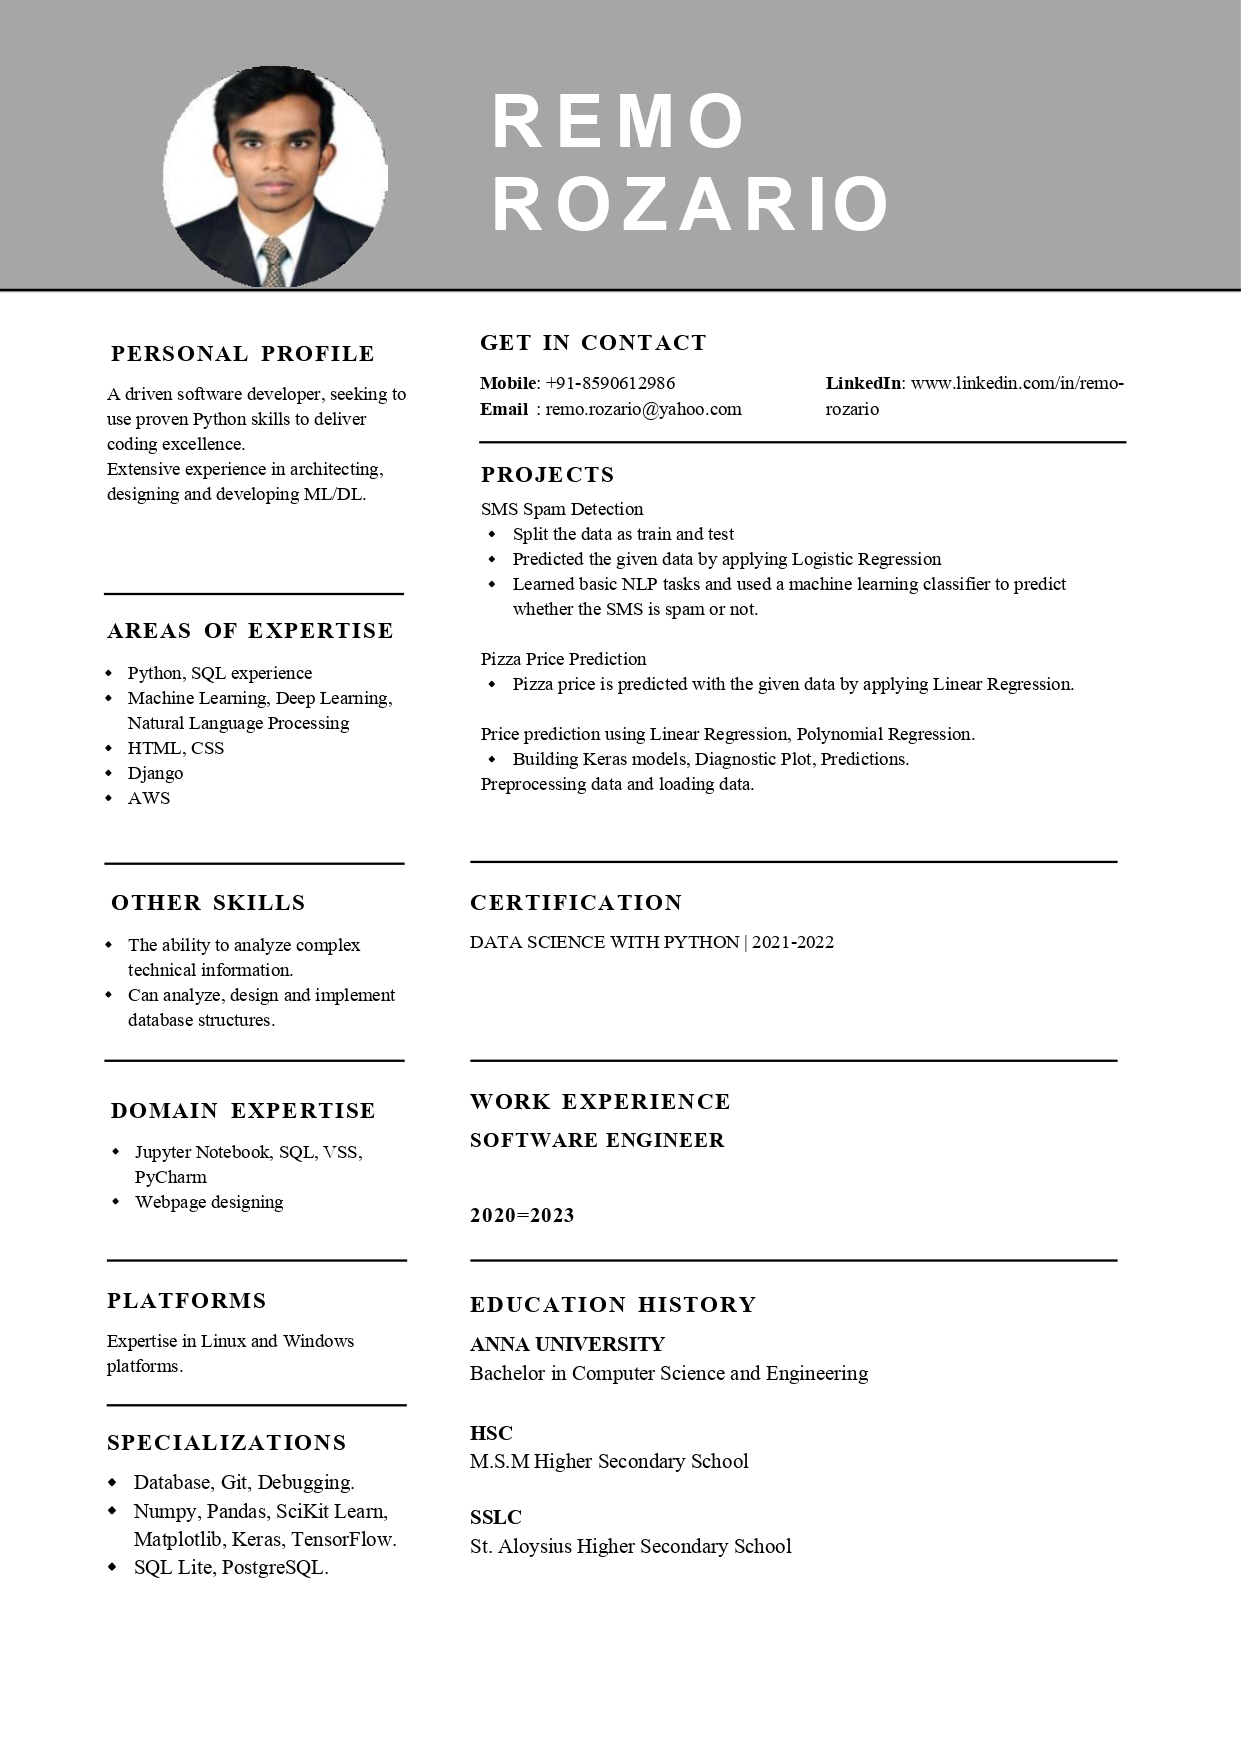 REMO
ROZARIO
PERSONAL PROFILE
A driven software developer, seeking to
use proven Python skills to deliver
coding excellence.
Extensive experience in architecting,
designing and developing ML/DL.
AREAS OF EXPERTISE
Python, SQL experience
Machine Learning, Deep Learning,
Natural Language Processing
HTML, CSS
Django
AWS
OTHER SKILLS
The ability to analyze complex
technical information.
Can analyze, design and implement
database structures.
DOMAIN EXPERTISE
Jupyter Notebook, SQL, VSS,
PyCharm
Webpage designing
PLATFORMS
Expertise in Linux and Windows
platforms.
SPECIALIZATIONS
Database, Git, Debugging.
Numpy, Pandas, SciKit Learn,
Matplotlib, Keras, TensorFlow.
SQL Lite, PostgreSQL.
GET IN CONTACT
Mobile: +91-8590612986
Email : remo.rozario@yahoo.com
LinkedIn: www.linkedin.com/in/remo-
rozario
PROJECTS
SMS Spam Detection
Split the data as train and test
Predicted the given data by applying Logistic Regression
Learned basic NLP tasks and used a machine learning classifier to predict
whether the SMS is spam or not.
Pizza Price Prediction
Pizza price is predicted with the given data by applying Linear Regression.
Price prediction using Linear Regression, Polynomial Regression.
Building Keras models, Diagnostic Plot, Predictions.
Preprocessing data and loading data.
CERTIFICATION
DATA SCIENCE WITH PYTHON | 2021-2022
WORK EXPERIENCE
SOFTWARE ENGINEER
2020=2023
EDUCATION HISTORY
ANNA UNIVERSITY
Bachelor in Computer Science and Engineering
HSC
M.S.M Higher Secondary School
SSLC
St. Aloysius Higher Secondary School